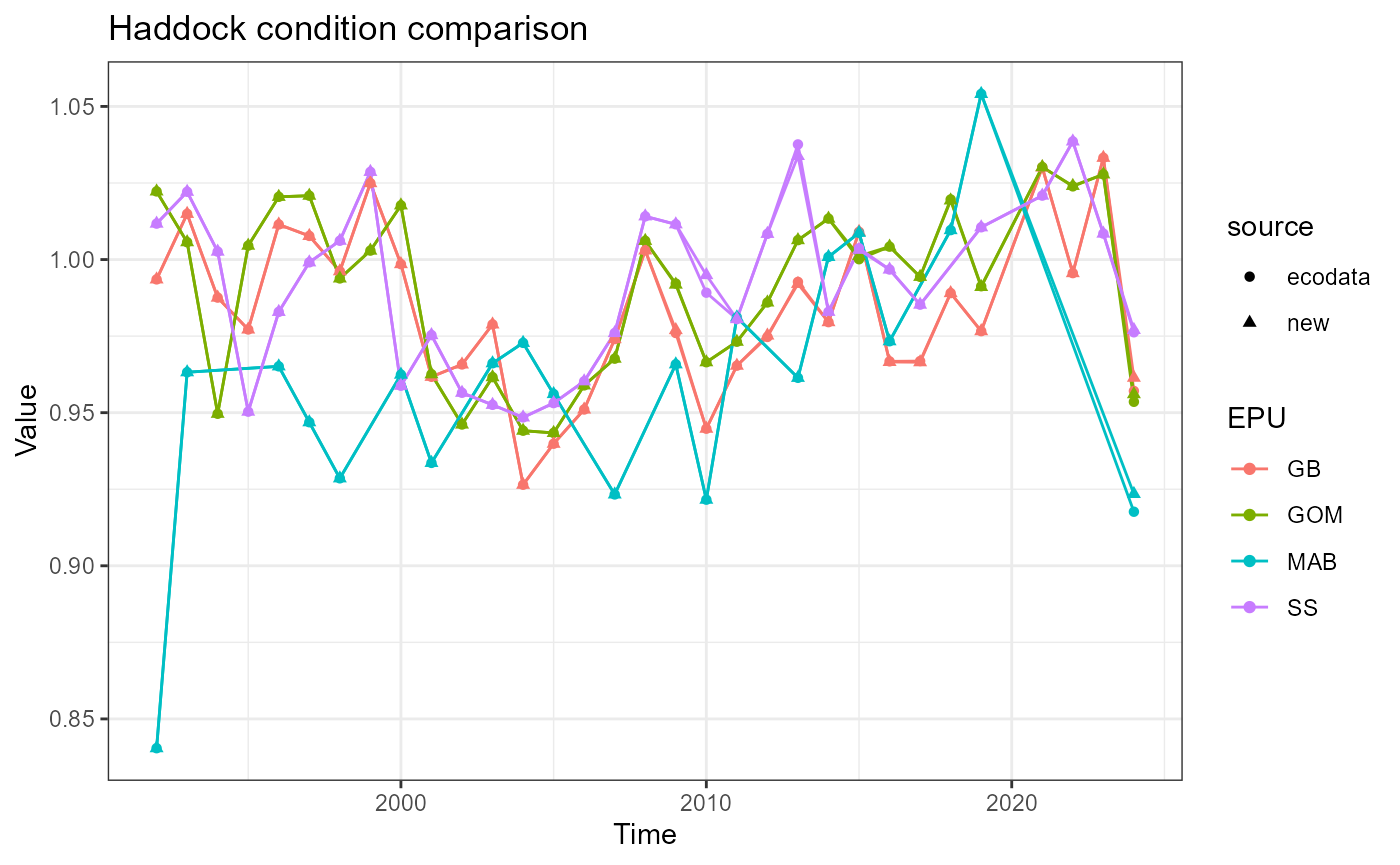 Haddock condition comparison
1.05
1.00
0.95
0.90
0.85
Value
2000
2010
2020
Time
source
ecodata
new
EPU
GB
GOM
MAB
SS